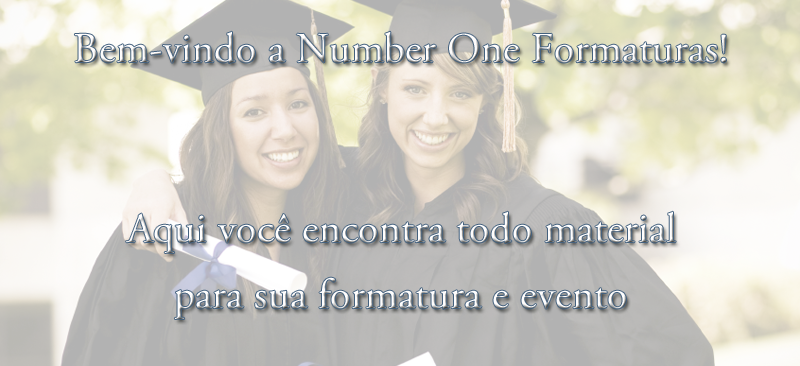 Bem-vindo a Number One Formaturas!
Aqui você encontra todo material
para sua formatura e evento